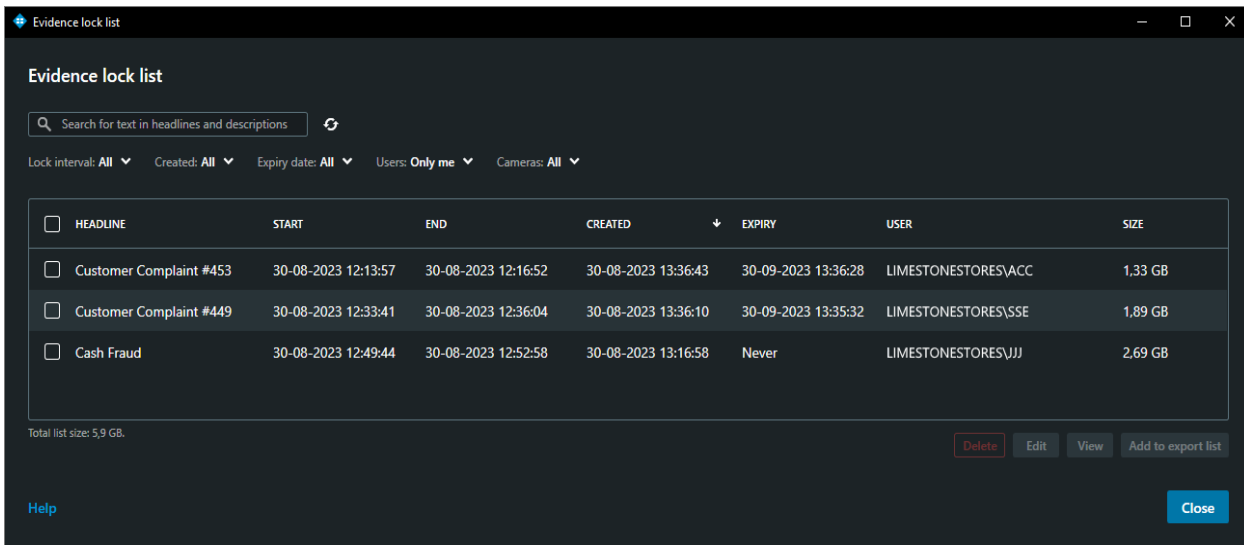 Evidence lock list
Evidence lock list
Search for text in headlines and descriptions
Lock interval: All Created: All Expiry date: All Users: Only me Cameras: All
HEADLINE START END CREATED EXPIRY USER SIZE
Customer Complaint #453 30-08-2023 12:13:57 30-08-2023 12:16:52 30-08-2023 13:36:43 30-09-2023 13:36:28 LIMESTONESTORES\ACC 1,33 GB
Customer Complaint #449 30-08-2023 12:33:41 30-08-2023 12:36:04 30-08-2023 13:36:10 30-09-2023 13:35:32 LIMESTONESTORES\SSE 1,89 GB
Cash Fraud 30-08-2023 12:49:44 30-08-2023 12:52:58 30-08-2023 13:16:58 Never LIMESTONESTORES\JJJ 2,69 GB
Total list size: 5,9 GB.
Delete Edit View Add to export list
Help Close